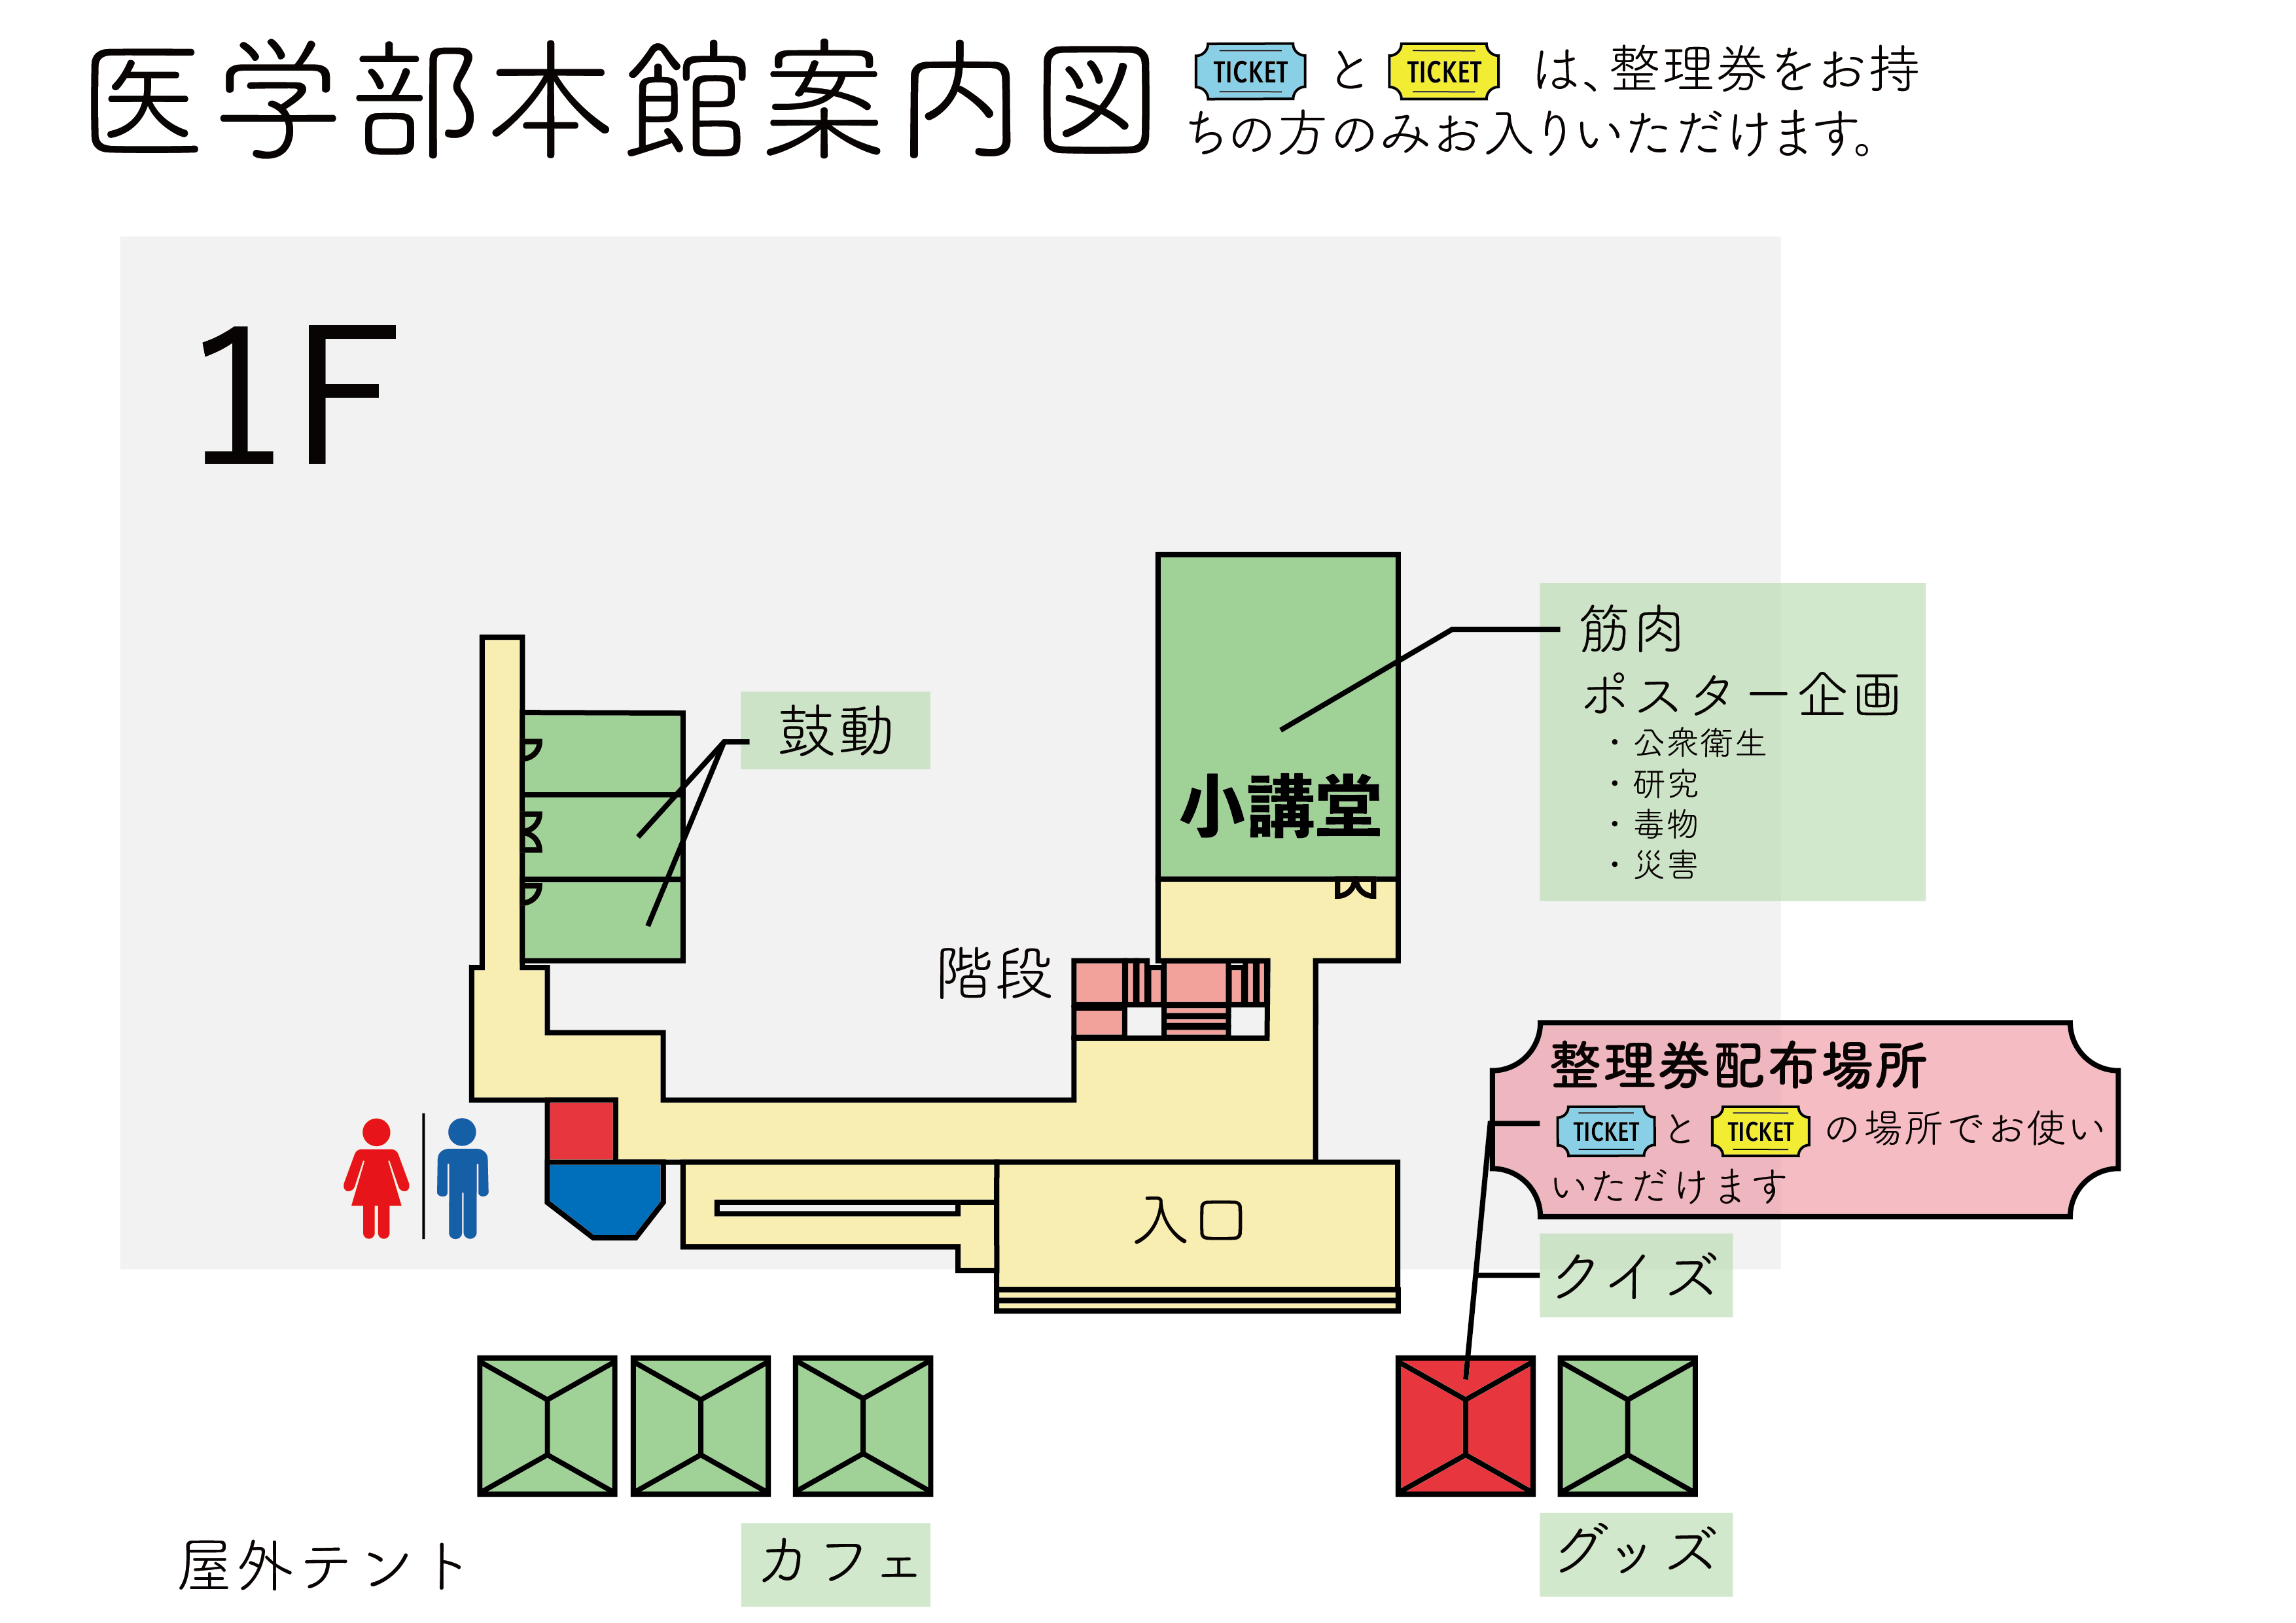 医学部本館案内図
TICKET と TICKET は、整理券をお持
ちの方のみお入りいただけます。
1F
筋肉
ポスター企画
・公衆衛生
・研究
・毒物
・災害
鼓動
小講堂
階段
整理券配布場所
TICKET と TICKET の場所でお使い
いただけます
入口
クイズ
屋外テント
カフェ
グッズ